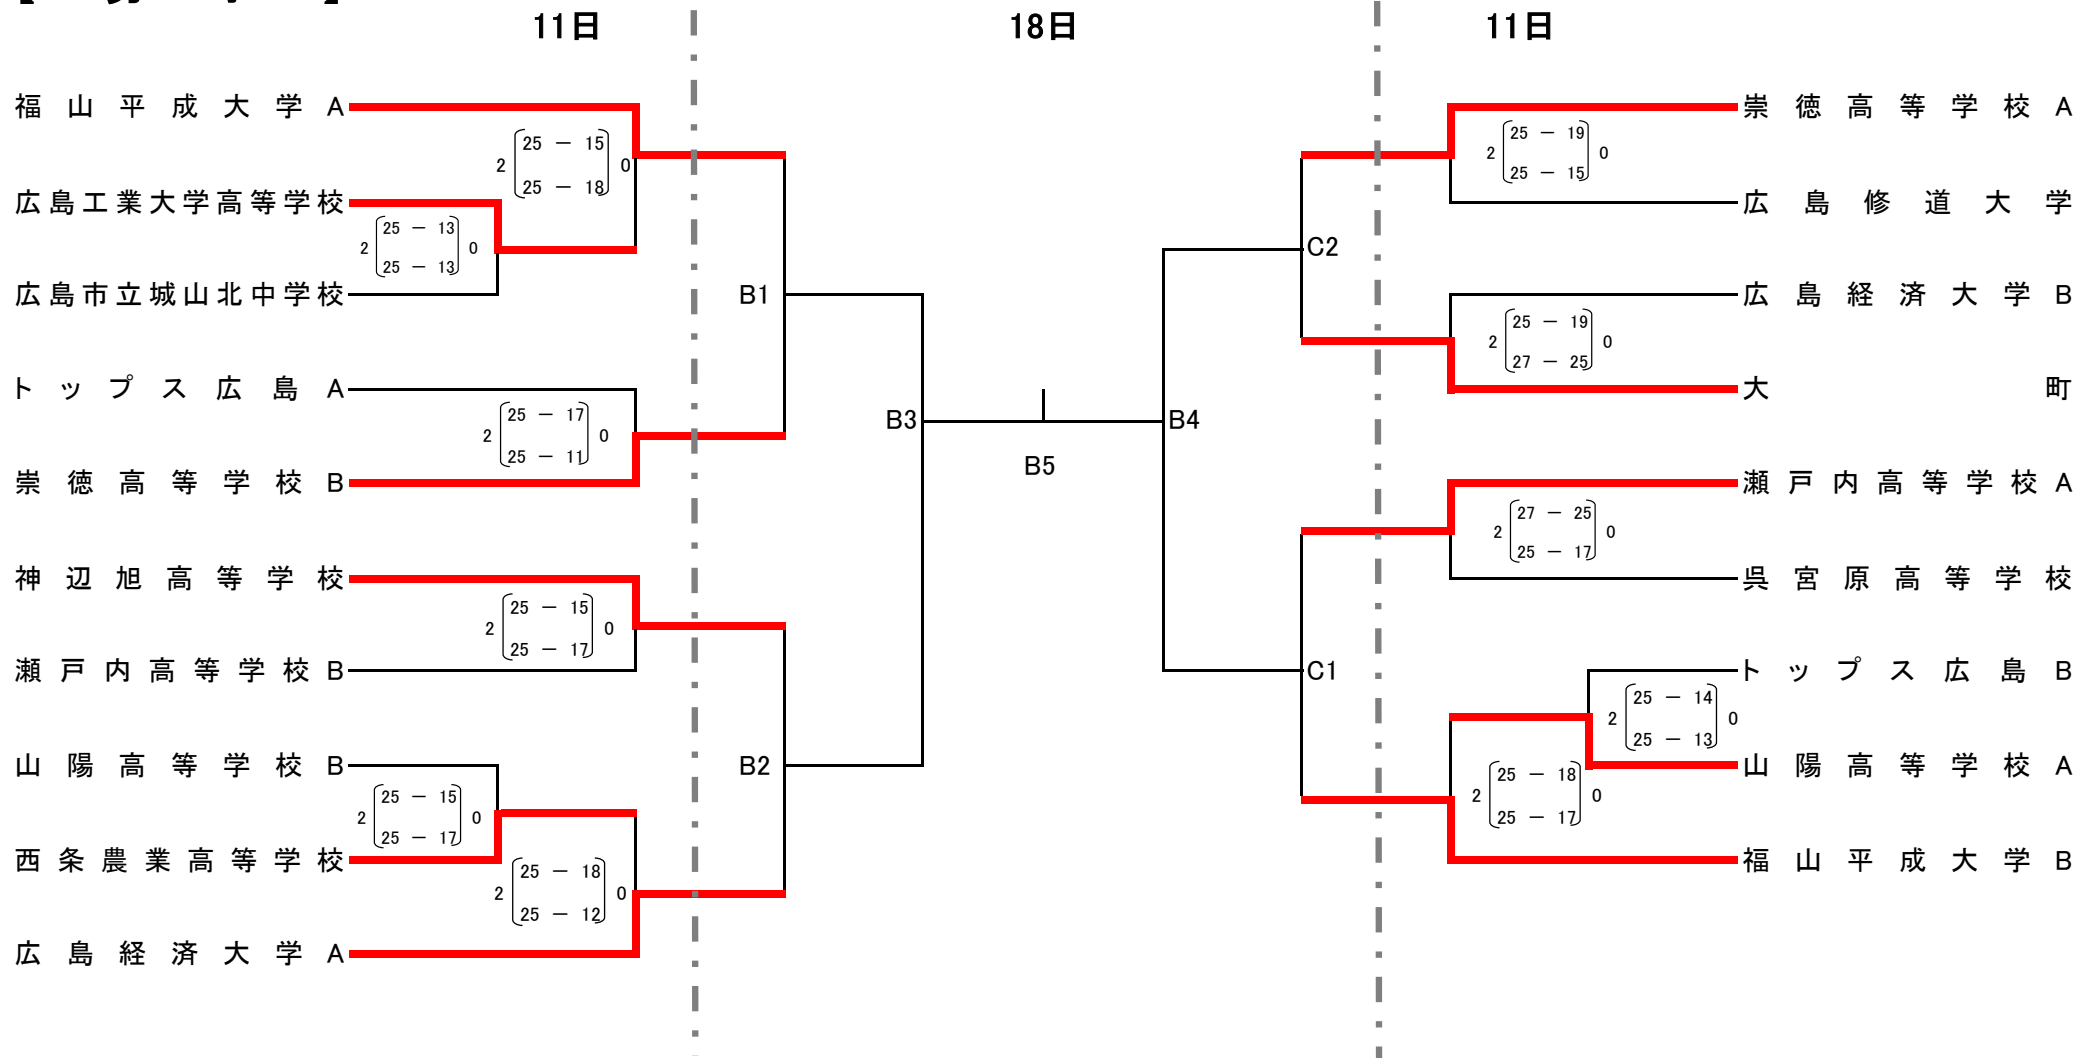 11日 18日 11日
福山平成大学A
2 25 － 15 0
25 － 18
広島工業大学高等学校
2 25 － 13 0
25 － 13
広島市立城山北中学校
B1
トップス広島A
2 25 － 17 0
25 － 11
崇徳高等学校B
神辺旭高等学校
2 25 － 15 0
25 － 17
瀬戸内高等学校B
山陽高等学校B
B2
2 25 － 15 0
25 － 17
西条農業高等学校
2 25 － 18 0
25 － 12
広島経済大学A
B3
B5
B4
C2
C1
崇徳高等学校A
2 25 － 19 0
25 － 15
広島修道大学
広島経済大学B
2 25 － 19 0
27 － 25
大町
瀬戸内高等学校A
2 27 － 25 0
25 － 17
呉宮原高等学校
トップス広島B
2 25 － 14 0
25 － 13
山陽高等学校A
2 25 － 18 0
25 － 17
福山平成大学B